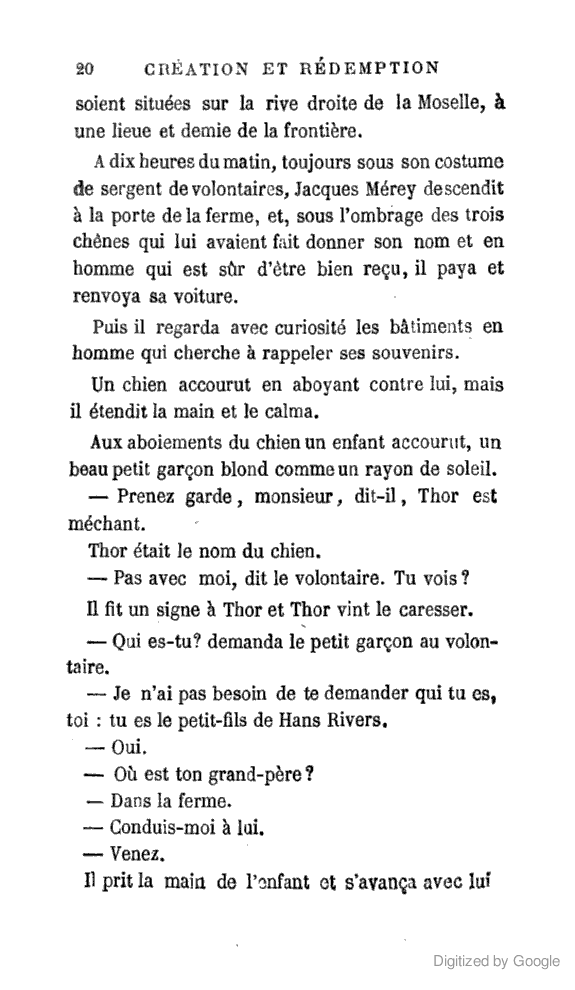 20 CRÉATION ET RÉDEMPTION
soient situées sur la rive droite de la Moselle, à
une lieue et demie de la frontière.
A dix heures du matin, toujours sous son costume
de sergent de volontaires, Jacques Mérey descendit
à la porte de la ferme, et, sous l'ombrage des trois
chênes qui lui avaient fait donner son nom et en
homme qui est sûr d'être bien reçu, il paya et
renvoya sa voiture.
Puis il regarda avec curiosité les bâtiments en
homme qui cherche à rappeler ses souvenirs.
Un chien accourut en aboyant contre lui, mais
il étendit la main et le calma.
Aux aboiements du chien un enfant accourut, un
beau petit garçon blond comme un rayon de soleil.
— Prenez garde, monsieur, dit-il, Thor est
méchant.
Thor était le nom du chien.
— Pas avec moi, dit le volontaire. Tu vois ?
Il fit un signe à Thor et Thor vint le caresser.
— Qui es-tu? demanda le petit garçon au volon-
taire.
— Je n'ai pas besoin de te demander qui tu es,
toi : tu es le petit-fils de Hans Rivers.
— Oui.
— Où est ton grand-père ?
— Dans la ferme.
— Conduis-moi à lui.
— Venez.
Il prit la main de l'enfant et s'avança avec lui
Digitized by Google